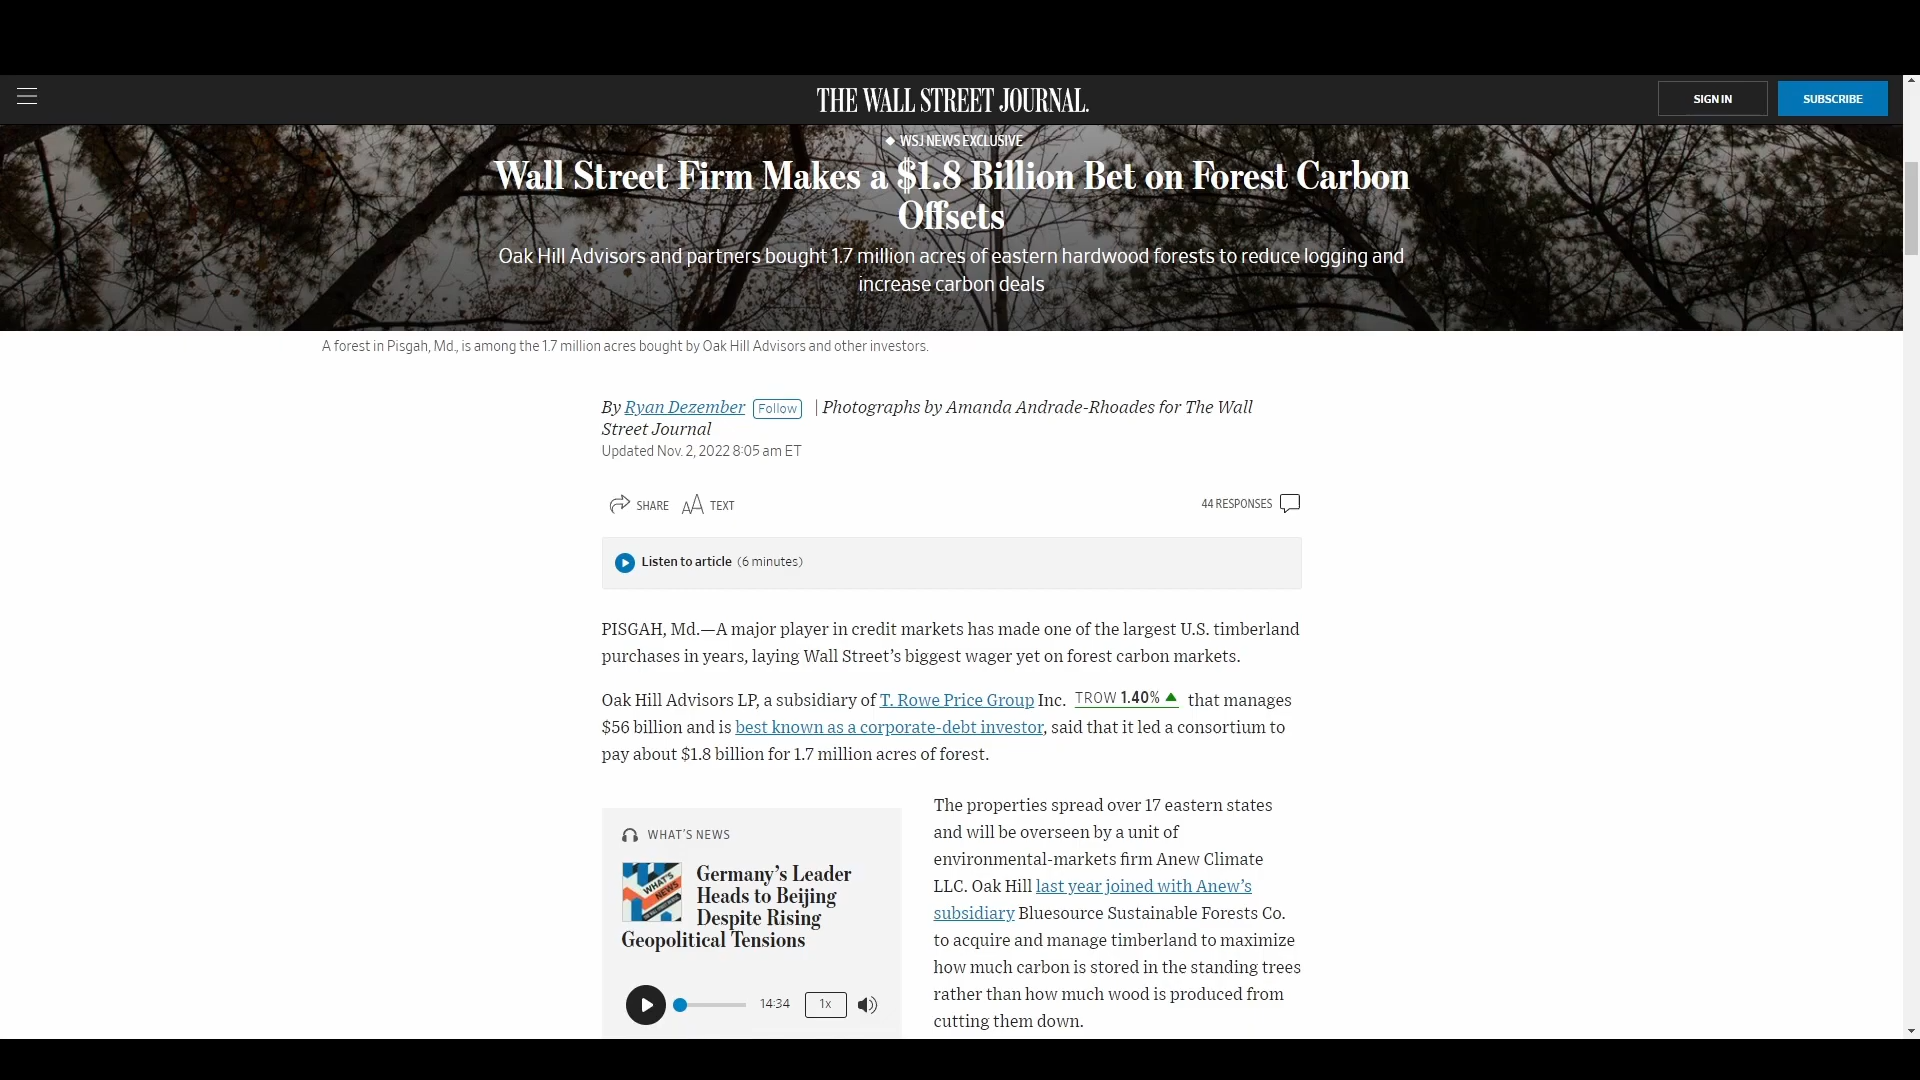 THE WALL STREET JOURNAL.
SIGN IN
SUBSCRIBE
◆ WSJ NEWS EXCLUSIVE
Wall Street Firm Makes a $1.8 Billion Bet on Forest Carbon
Offsets
Oak Hill Advisors and partners bought 1.7 million acres of eastern hardwood forests to reduce logging and
increase carbon deals
A forest in Pisgah, Md., is among the 1.7 million acres bought by Oak Hill Advisors and other investors.
By Ryan Dezember Follow | Photographs by Amanda Andrade-Rhoades for The Wall
Street Journal
Updated Nov. 2, 2022 8:05 am ET
SHARE AA TEXT
44 RESPONSES
Listen to article (6 minutes)
PISGAH, Md.—A major player in credit markets has made one of the largest U.S. timberland
purchases in years, laying Wall Street’s biggest wager yet on forest carbon markets.
Oak Hill Advisors LP, a subsidiary of T. Rowe Price Group Inc. TROW 1.40% ▲ that manages
$56 billion and is best known as a corporate-debt investor, said that it led a consortium to
pay about $1.8 billion for 1.7 million acres of forest.
WHAT’S NEWS
WHAT’S
NEWS
Germany’s Leader
Heads to Beijing
Despite Rising
Geopolitical Tensions
14:34
1x
The properties spread over 17 eastern states
and will be overseen by a unit of
environmental-markets firm Anew Climate
LLC. Oak Hill last year joined with Anew’s
subsidiary Bluesource Sustainable Forests Co.
to acquire and manage timberland to maximize
how much carbon is stored in the standing trees
rather than how much wood is produced from
cutting them down.